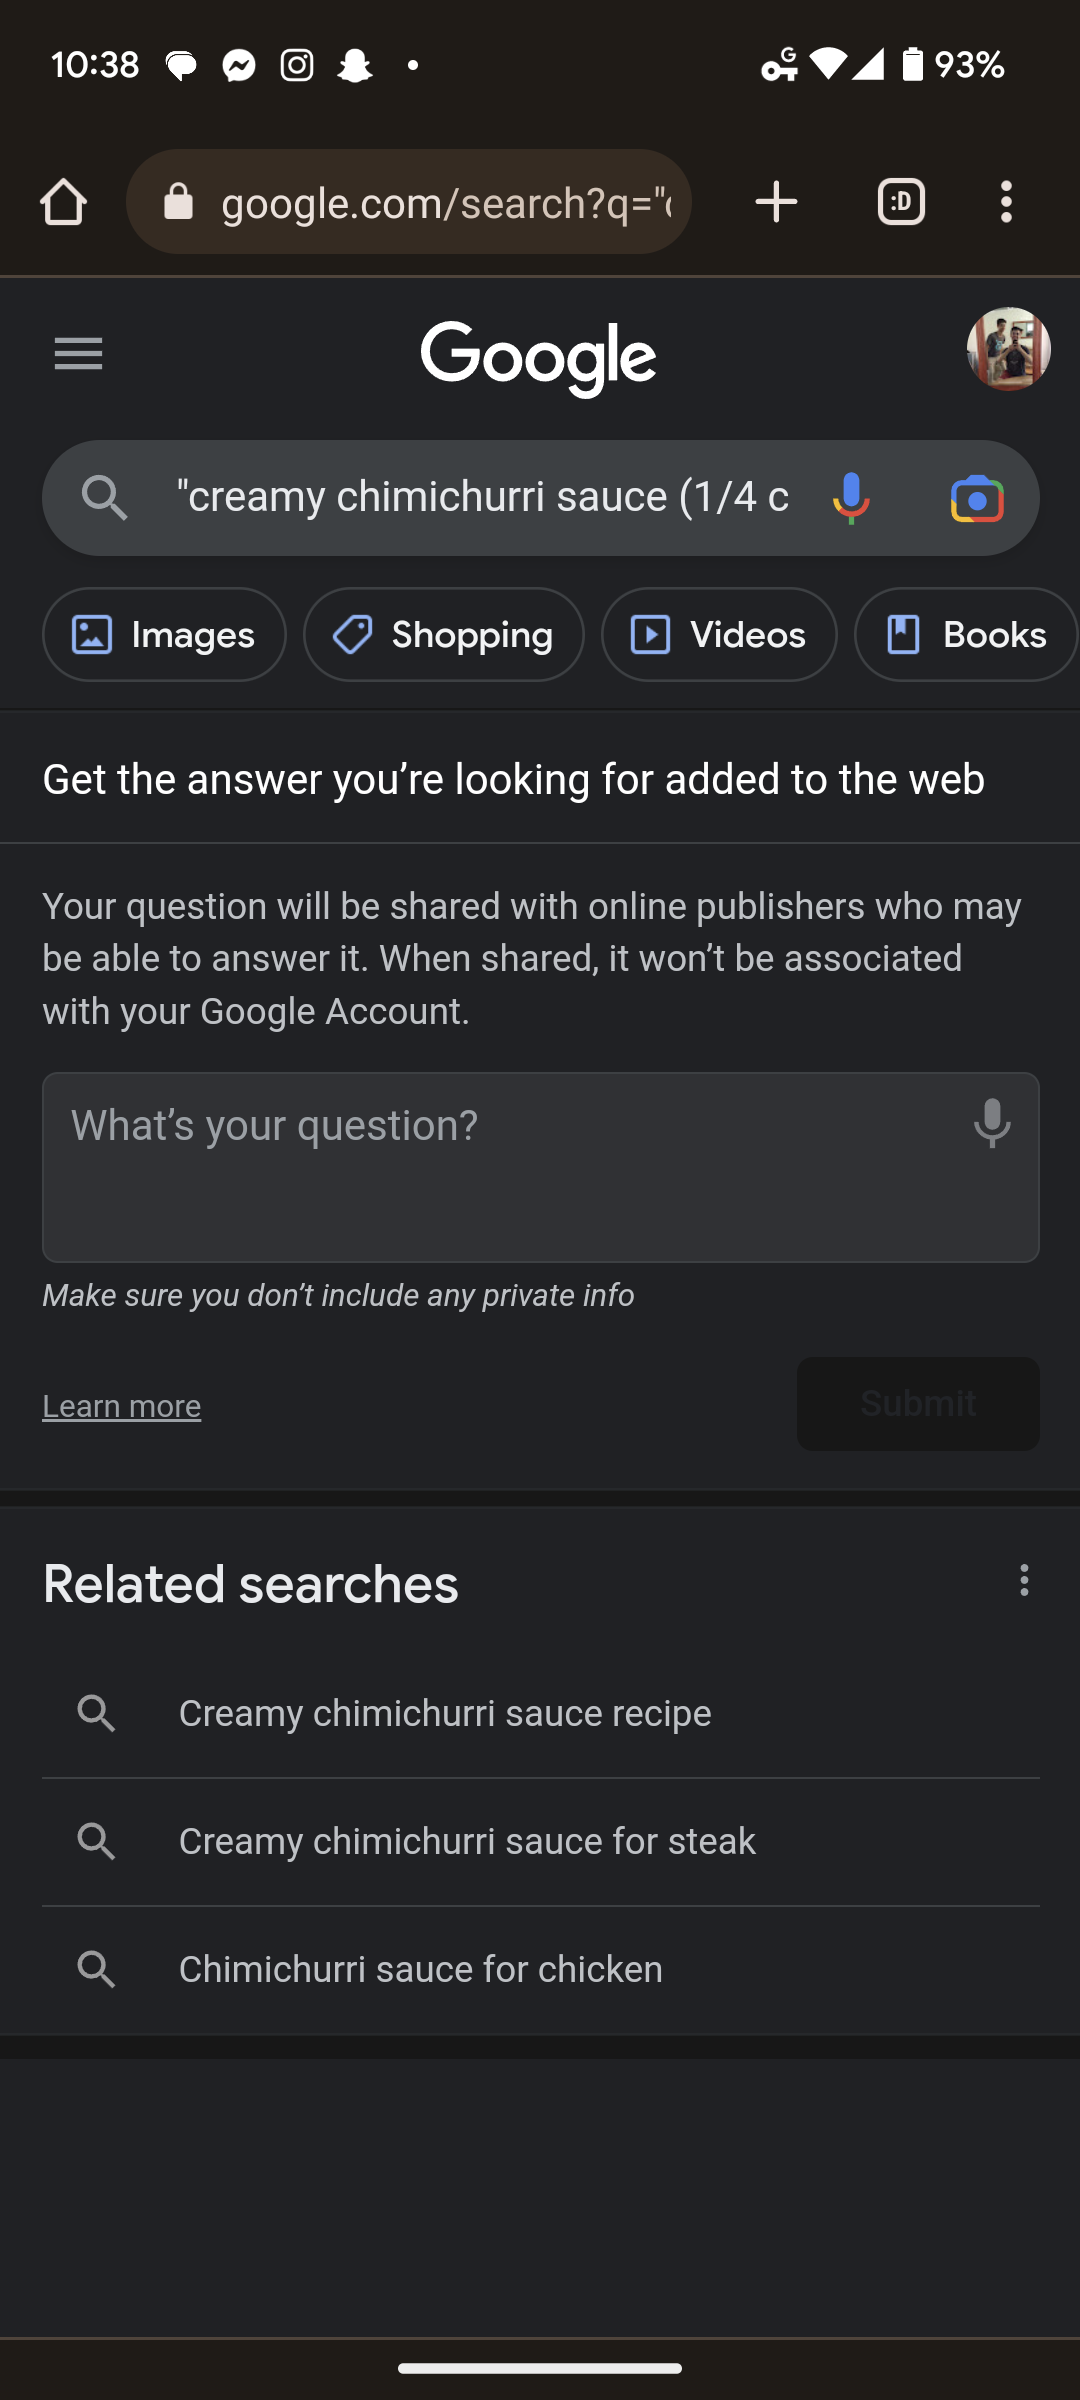 10:38
G
93%
google.com/search?q="
:D
Google
"creamy chimichurri sauce (1/4 c
Images Shopping Videos Books
Get the answer you’re looking for added to the web
Your question will be shared with online publishers who may
be able to answer it. When shared, it won’t be associated
with your Google Account.
What’s your question?
Make sure you don’t include any private info
Learn more
Submit
Related searches
Creamy chimichurri sauce recipe
Creamy chimichurri sauce for steak
Chimichurri sauce for chicken